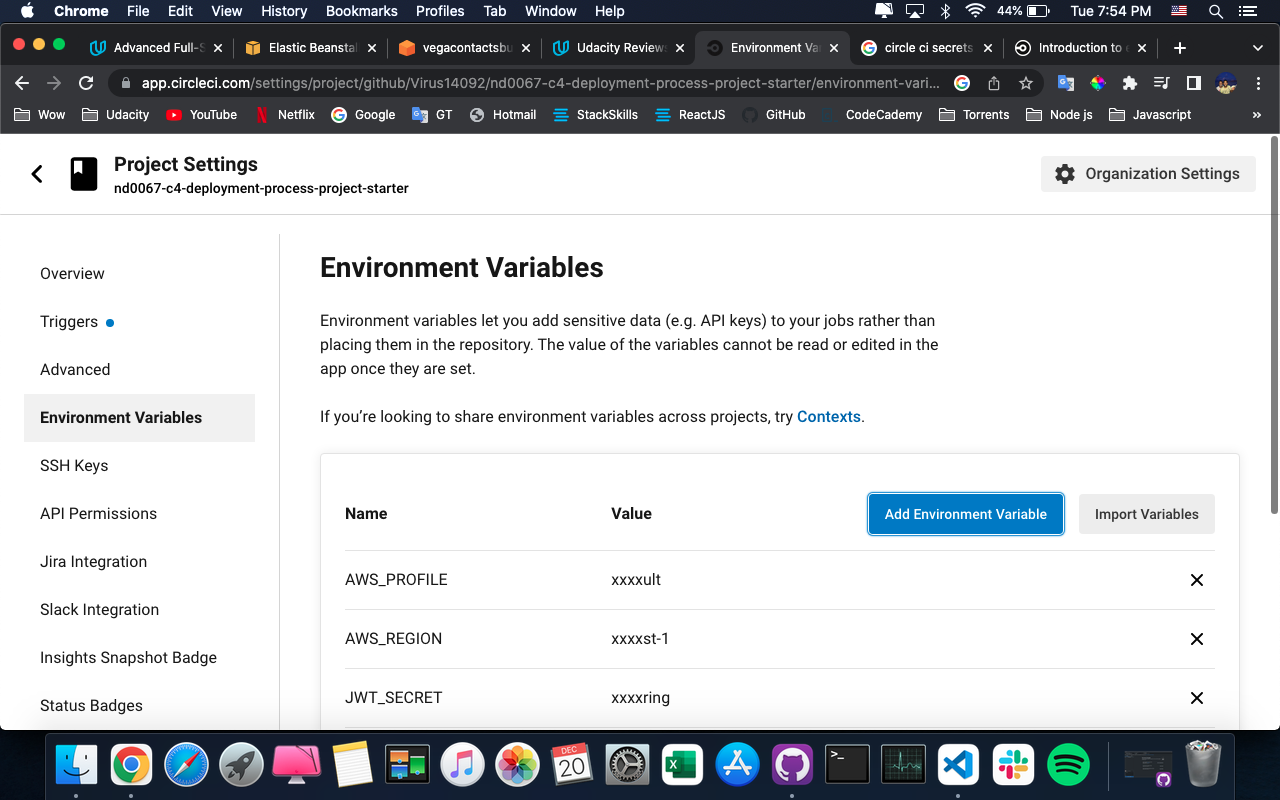 Chrome File Edit View History Bookmarks Profiles Tab Window Help 44% Tue 7:54 PM
Advanced Full-S Elastic Beanstal vegacontactsbu Udacity Reviews Environment Va circle ci secrets Introduction to e
app.circleci.com/settings/project/github/Virus14092/nd0067-c4-deployment-process-project-starter/environment-vari...
Wow Udacity YouTube Netflix Google GT Hotmail StackSkills ReactJS GitHub CodeCademy Torrents Node js Javascript »
Project Settings
nd0067-c4-deployment-process-project-starter
Organization Settings
Overview
Triggers
Advanced
Environment Variables
SSH Keys
API Permissions
Jira Integration
Slack Integration
Insights Snapshot Badge
Status Badges
Environment Variables
Environment variables let you add sensitive data (e.g. API keys) to your jobs rather than
placing them in the repository. The value of the variables cannot be read or edited in the
app once they are set.
If you’re looking to share environment variables across projects, try Contexts.
Name Value Add Environment Variable Import Variables
AWS_PROFILE xxxxult
AWS_REGION xxxxst-1
JWT_SECRET xxxxring
DEC
20